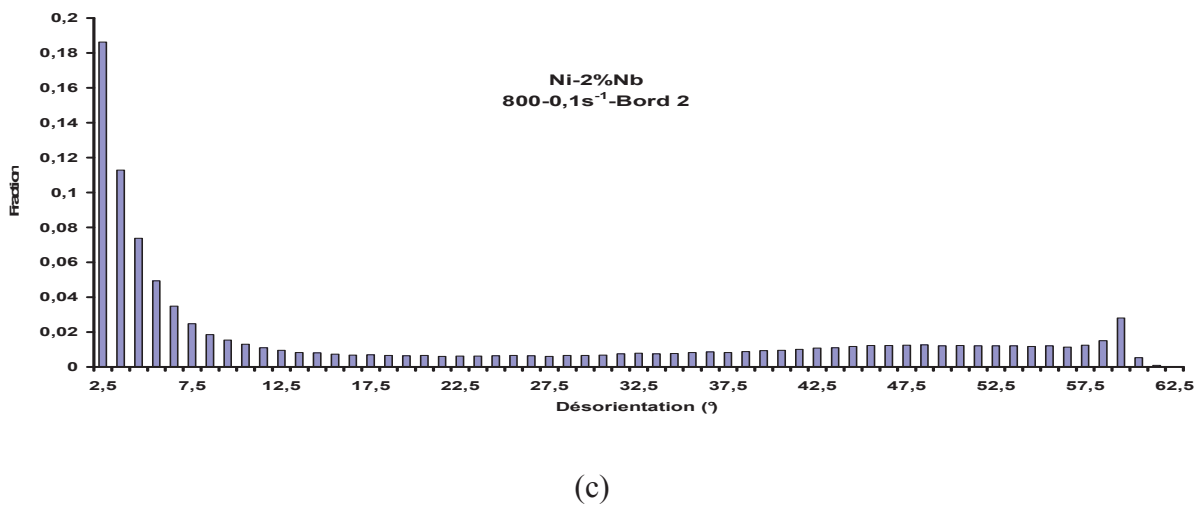 0,2
0,18
0,16
0,14
0,12
0,1
0,08
0,06
0,04
0,02
0
Fraction
Ni-2%Nb
800-0,1s⁻¹-Bord 2
2,5 7,5 12,5 17,5 22,5 27,5 32,5 37,5 42,5 47,5 52,5 57,5 62,5
Désorientation (°)
(c)